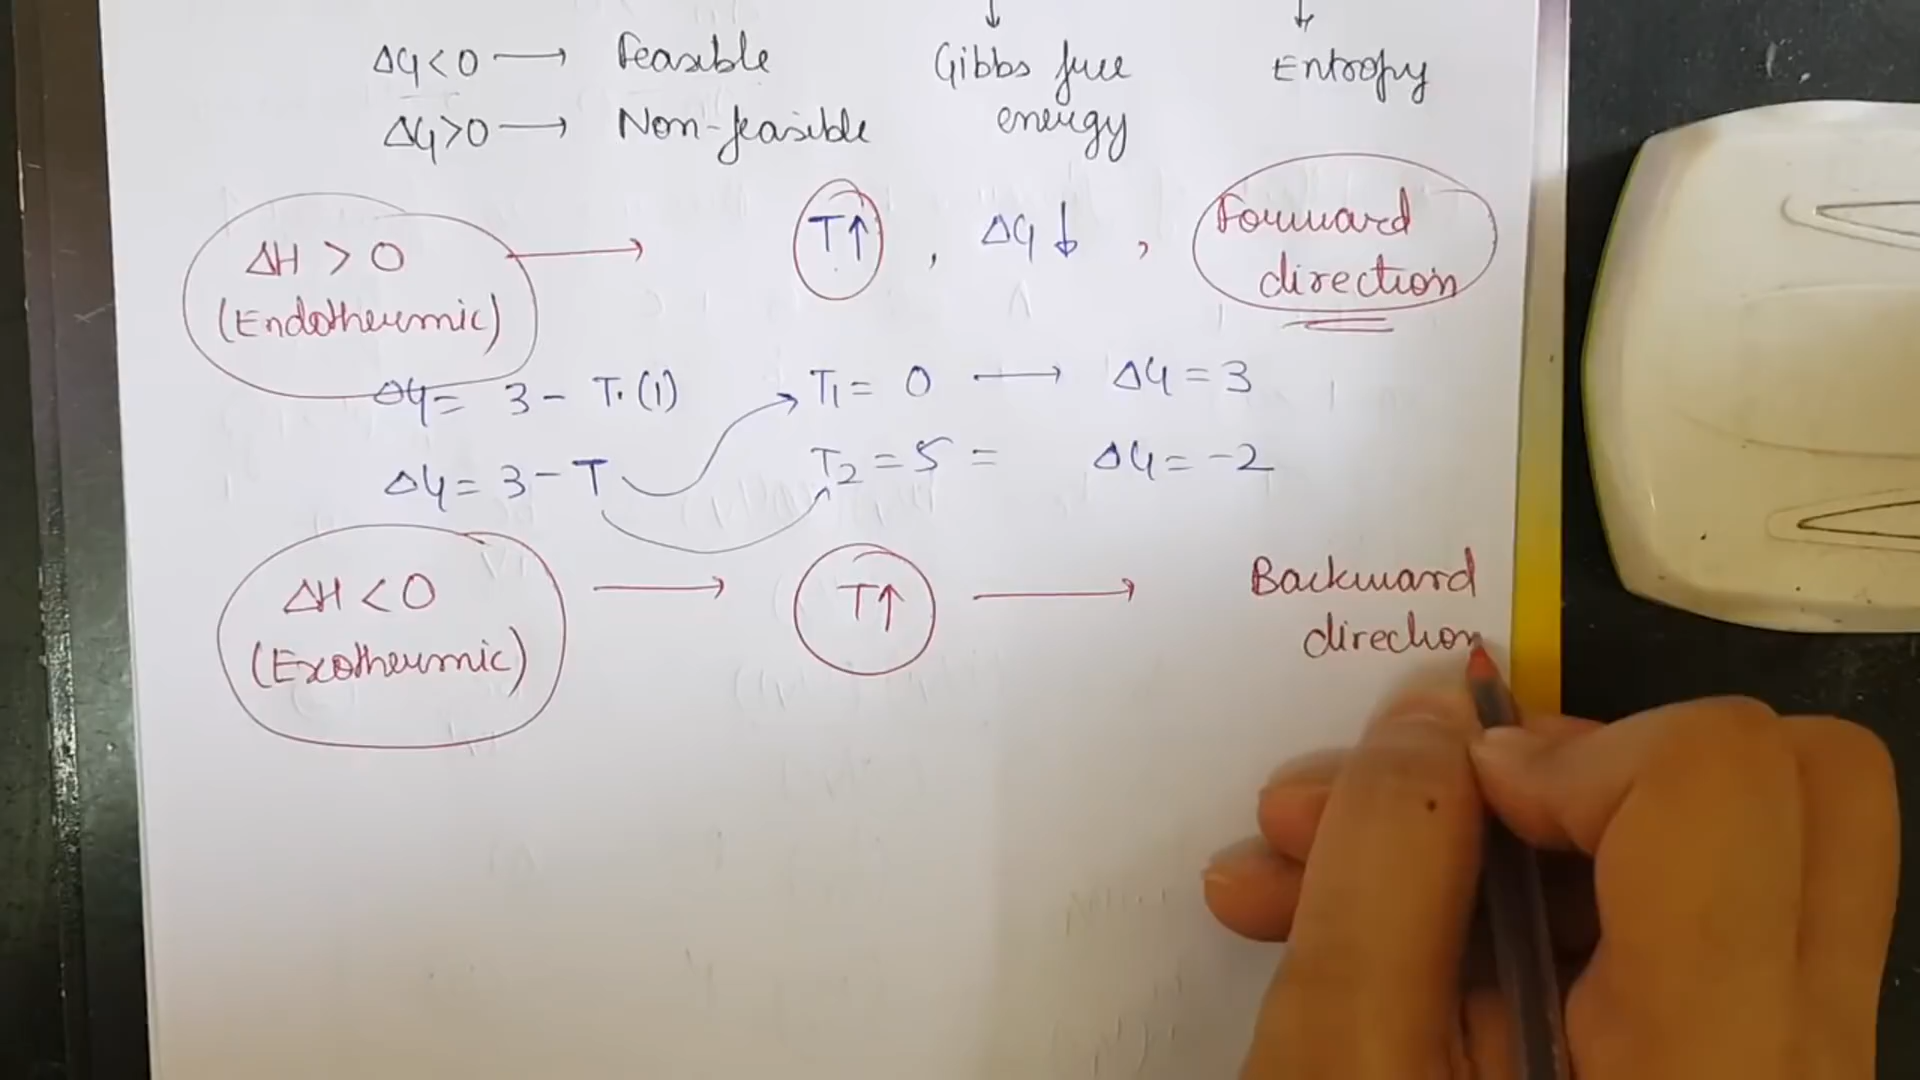 ΔG < 0 → Feasible
Gibbs free energy
Entropy
ΔG > 0 → Non-feasible
ΔH > 0 (Endothermic) → T↑ , ΔG↓ , Forward direction
ΔG = 3 - T.(1)
T1 = 0 → ΔG = 3
ΔG = 3 - T
T2 = 5 = ΔG = -2
ΔH < 0 (Exothermic) → T↑ → Backward direction